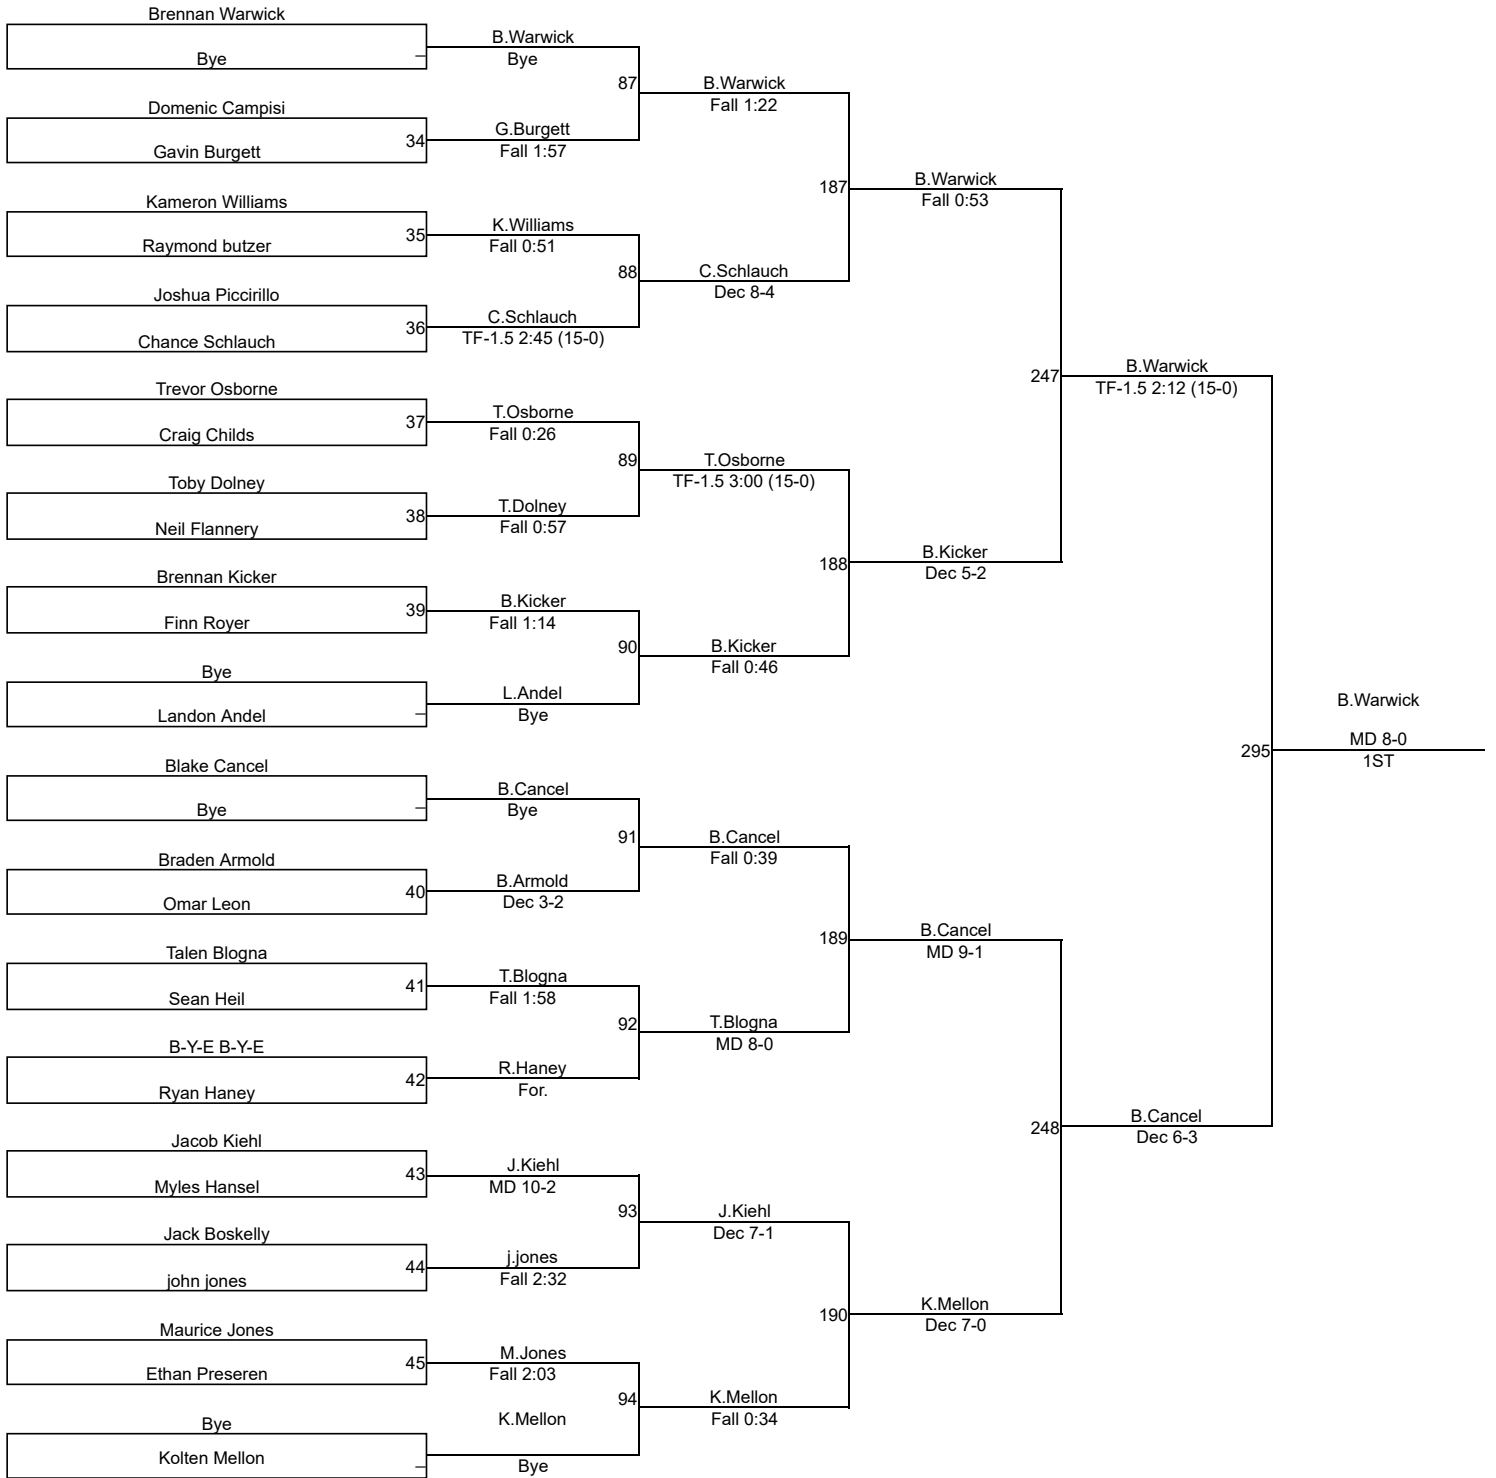 Brennan Warwick
B.Warwick
Bye
Bye
87
B.Warwick
Fall 1:22
Domenic Campisi
G.Burgett
34
Gavin Burgett
Fall 1:57
187
B.Warwick
Fall 0:53
Kameron Williams
K.Williams
35
Raymond butzer
Fall 0:51
88
C.Schlauch
Dec 8-4
Joshua Piccirillo
C.Schlauch
36
Chance Schlauch
TF-1.5 2:45 (15-0)
247
B.Warwick
TF-1.5 2:12 (15-0)
Trevor Osborne
T.Osborne
37
Craig Childs
Fall 0:26
89
T.Osborne
TF-1.5 3:00 (15-0)
Toby Dolney
T.Dolney
38
Neil Flannery
Fall 0:57
188
B.Kicker
Dec 5-2
Brennan Kicker
B.Kicker
39
Finn Royer
Fall 1:14
90
B.Kicker
Fall 0:46
Bye
L.Andel
Landon Andel
Bye
B.Warwick
295
MD 8-0
1ST
Blake Cancel
B.Cancel
Bye
Bye
91
B.Cancel
Fall 0:39
Braden Armold
B.Armold
40
Omar Leon
Dec 3-2
189
B.Cancel
MD 9-1
Talen Blogna
T.Blogna
41
Sean Heil
Fall 1:58
92
T.Blogna
MD 8-0
B-Y-E B-Y-E
R.Haney
42
Ryan Haney
For.
248
B.Cancel
Dec 6-3
Jacob Kiehl
J.Kiehl
43
Myles Hansel
MD 10-2
93
J.Kiehl
Dec 7-1
Jack Boskelly
j.jones
44
john jones
Fall 2:32
190
K.Mellon
Dec 7-0
Maurice Jones
M.Jones
45
Ethan Preseren
Fall 2:03
94
K.Mellon
Fall 0:34
Bye
K.Mellon
Kolten Mellon
Bye